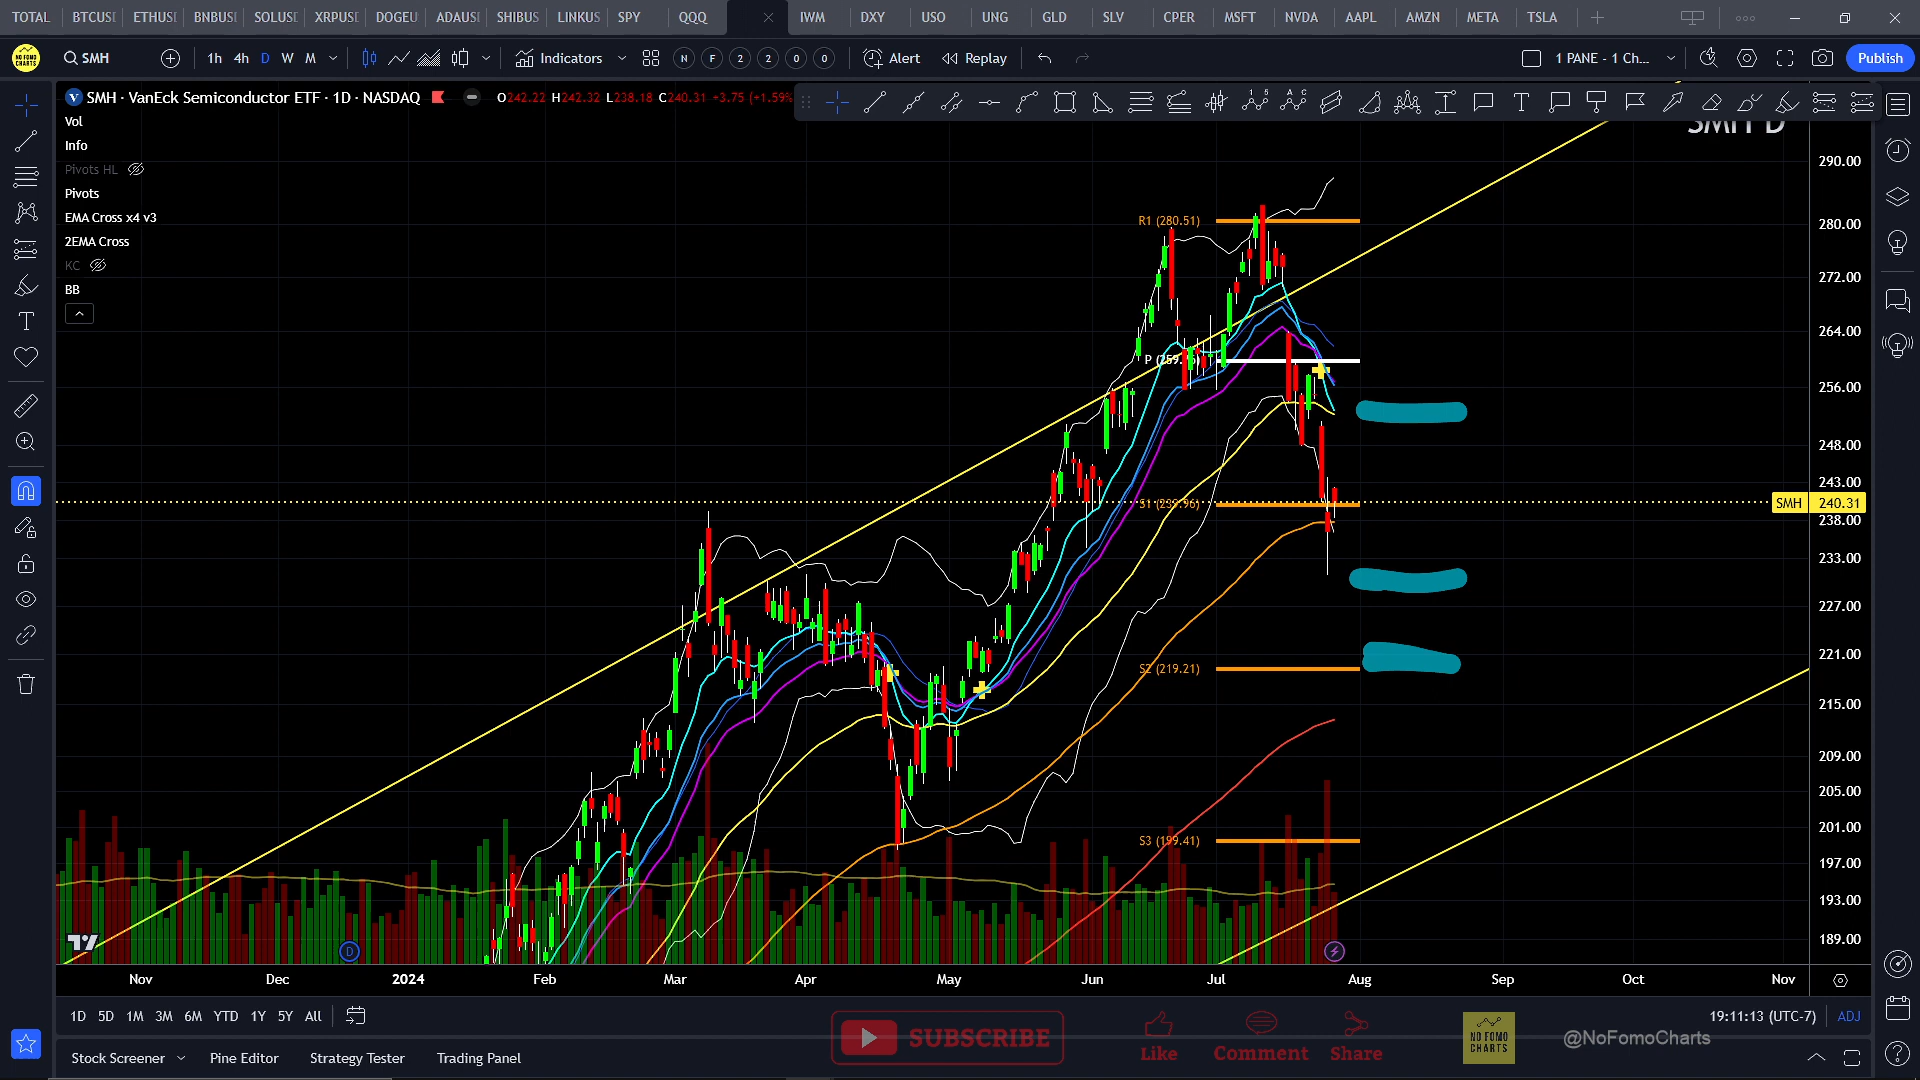 TOTAL BTCUSI ETHUSI BNBUSI SOLUSI XRPUSI DOGEU ADAUSI SHIBUS LINKUS SPY QQQ IWM DXY USO UNG GLD SLV CPER MSFT NVDA AAPL AMZN META TSLA
NO FOMO CHARTS SMH 1h 4h D W M Indicators N F 2 2 0 0 Alert Replay 1 PANE - 1 Ch... Publish
SMH · VanEck Semiconductor ETF · 1D · NASDAQ O242.22 H242.32 L238.18 C240.31 +3.75 (+1.59%
Vol
Info
Pivots HL
Pivots
EMA Cross x4 v3
2EMA Cross
KC
BB
SMH D
R1 (280.51)
S1 (239.96)
S2 (219.21)
S3 (199.41)
290.00
280.00
272.00
264.00
256.00
248.00
243.00
SMH 240.31
238.00
233.00
227.00
221.00
215.00
209.00
205.00
201.00
197.00
193.00
189.00
D
Nov Dec 2024 Feb Mar Apr May Jun Jul Aug Sep Oct Nov
1D 5D 1M 3M 6M YTD 1Y 5Y All 19:11:13 (UTC-7) ADJ
SUBSCRIBE Like Comment Share NO FOMO CHARTS @NoFomoCharts
Stock Screener Pine Editor Strategy Tester Trading Panel